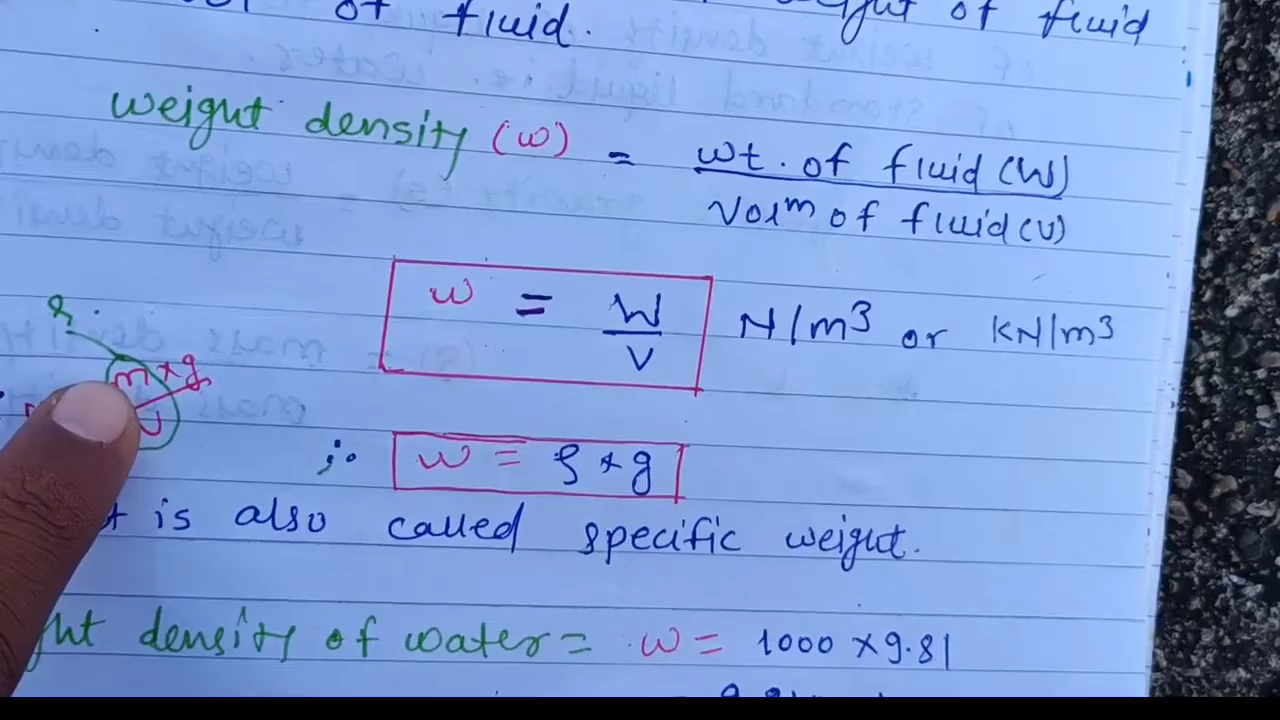 of fluid. weight of fluid
weight density (w) = wt. of fluid (W)
Volm of fluid (V)
w = W/V N/m³ or kN/m³
m*g
V
∴ w = ρ * g
is also called specific weight.
density of water = w = 1000 × 9.81